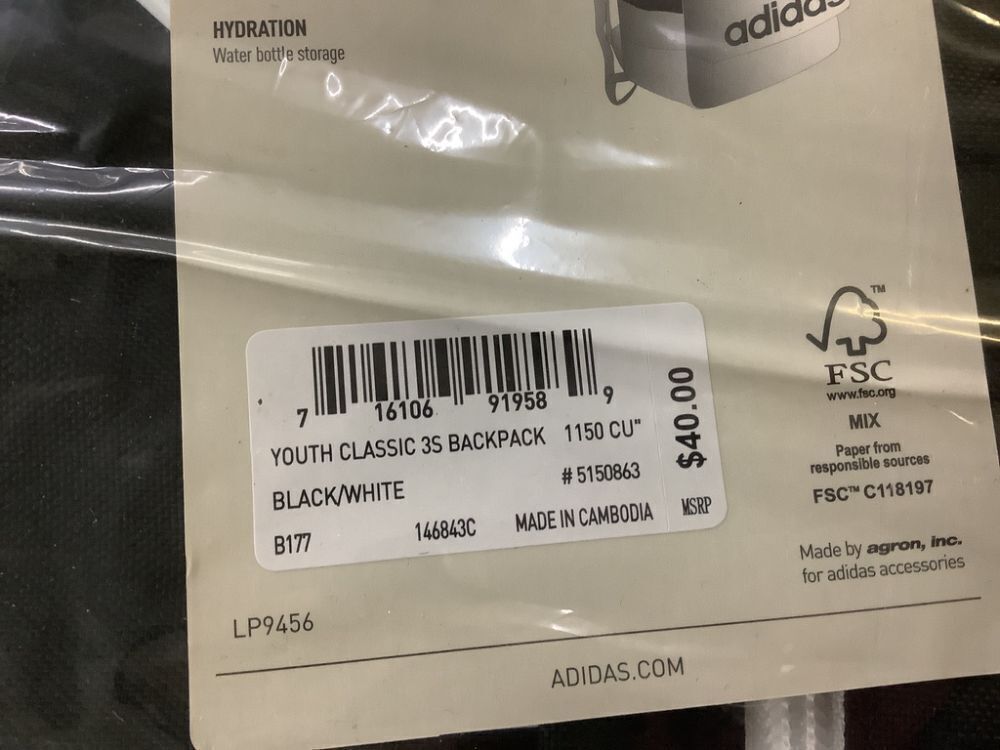 HYDRATION
Water bottle storage
adidas
7 16106 91958 9
YOUTH CLASSIC 3S BACKPACK 1150 CU"
BLACK/WHITE #5150863
B177 146843C MADE IN CAMBODIA
$40.00
MSRP
TM
FSC
www.fsc.org
MIX
Paper from
responsible sources
FSC™ C118197
Made by agron, inc.
for adidas accessories
LP9456
ADIDAS.COM